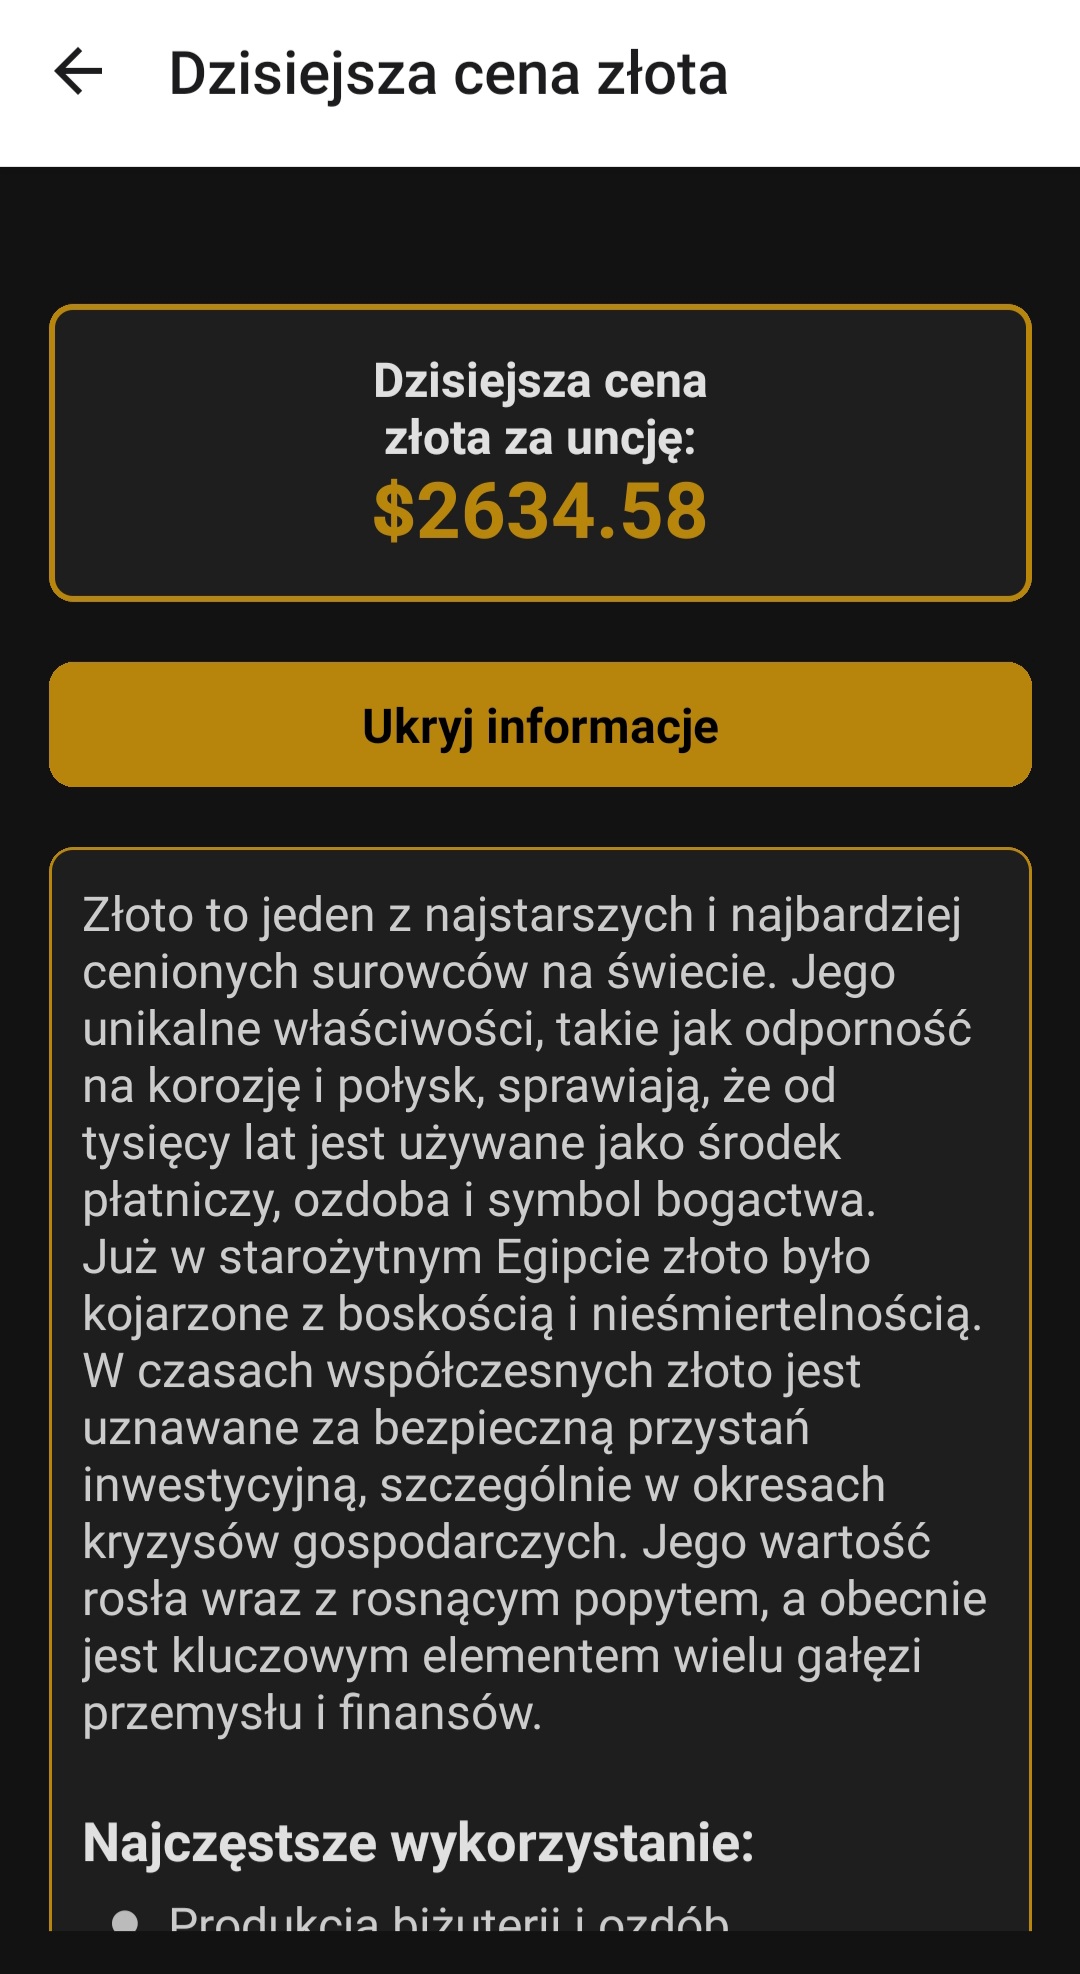 Dzisiejsza cena złota
Dzisiejsza cena
złota za uncję:
$2634.58
Ukryj informacje
Złoto to jeden z najstarszych i najbardziej
cenionych surowców na świecie. Jego
unikalne właściwości, takie jak odporność
na korozję i połysk, sprawiają, że od
tysięcy lat jest używane jako środek
płatniczy, ozdoba i symbol bogactwa.
Już w starożytnym Egipcie złoto było
kojarzone z boskością i nieśmiertelnością.
W czasach współczesnych złoto jest
uznawane za bezpieczną przystań
inwestycyjną, szczególnie w okresach
kryzysów gospodarczych. Jego wartość
rosła wraz z rosnącym popytem, a obecnie
jest kluczowym elementem wielu gałęzi
przemysłu i finansów.
Najczęstsze wykorzystanie:
Produkcja biżuterii i ozdób